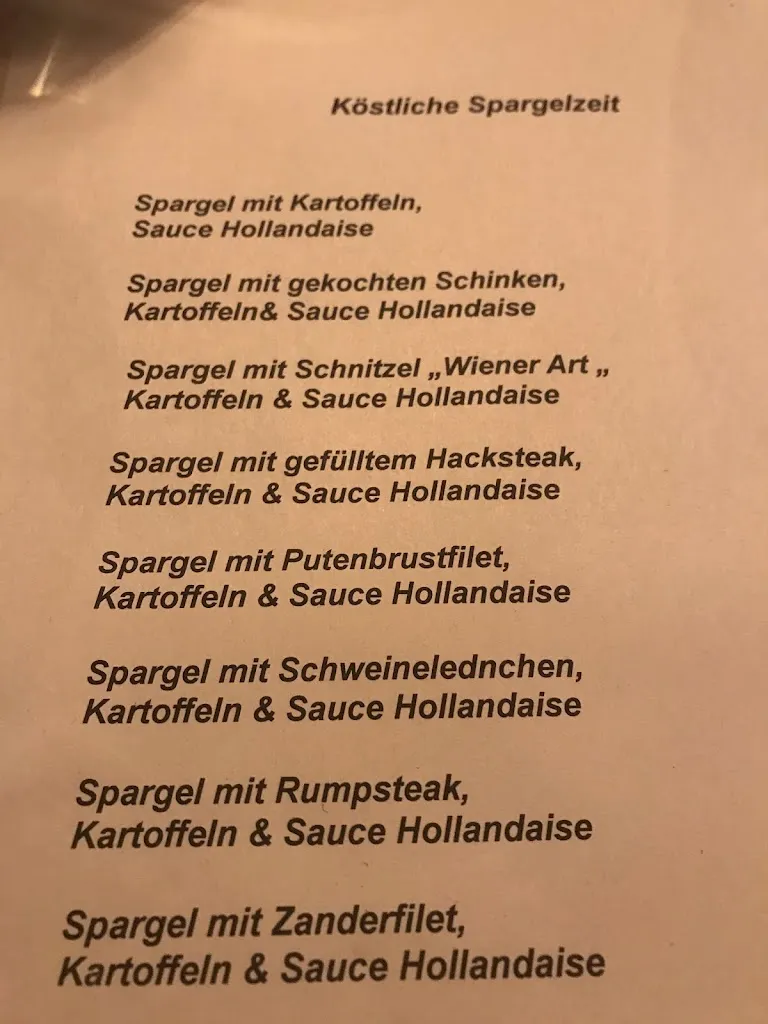 Köstliche Spargelzeit
Spargel mit Kartoffeln,
Sauce Hollandaise
Spargel mit gekochten Schinken,
Kartoffeln& Sauce Hollandaise
Spargel mit Schnitzel „Wiener Art „
Kartoffeln & Sauce Hollandaise
Spargel mit gefülltem Hacksteak,
Kartoffeln & Sauce Hollandaise
Spargel mit Putenbrustfilet,
Kartoffeln & Sauce Hollandaise
Spargel mit Schweinelednchen,
Kartoffeln & Sauce Hollandaise
Spargel mit Rumpsteak,
Kartoffeln & Sauce Hollandaise
Spargel mit Zanderfilet,
Kartoffeln & Sauce Hollandaise